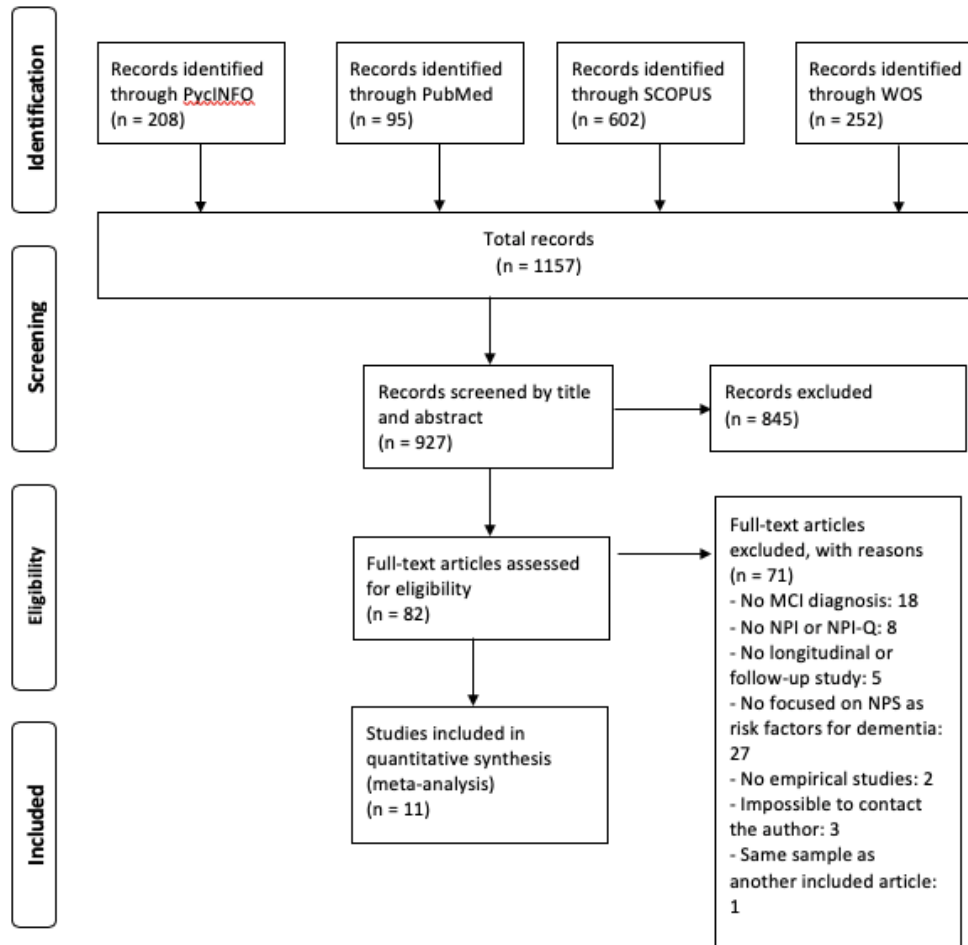 Identification
Records identified
through PycINFO
(n = 208)
Records identified
through PubMed
(n = 95)
Records identified
through SCOPUS
(n = 602)
Records identified
through WOS
(n = 252)
Total records
(n = 1157)
Screening
Records screened by title
and abstract
(n = 927)
Records excluded
(n = 845)
Eligibility
Full-text articles assessed
for eligibility
(n = 82)
Full-text articles
excluded, with reasons
(n = 71)
- No MCI diagnosis: 18
- No NPI or NPI-Q: 8
- No longitudinal or
follow-up study: 5
- No focused on NPS as
risk factors for dementia:
27
- No empirical studies: 2
- Impossible to contact
the author: 3
- Same sample as
another included article:
1
Included
Studies included in
quantitative synthesis
(meta-analysis)
(n = 11)